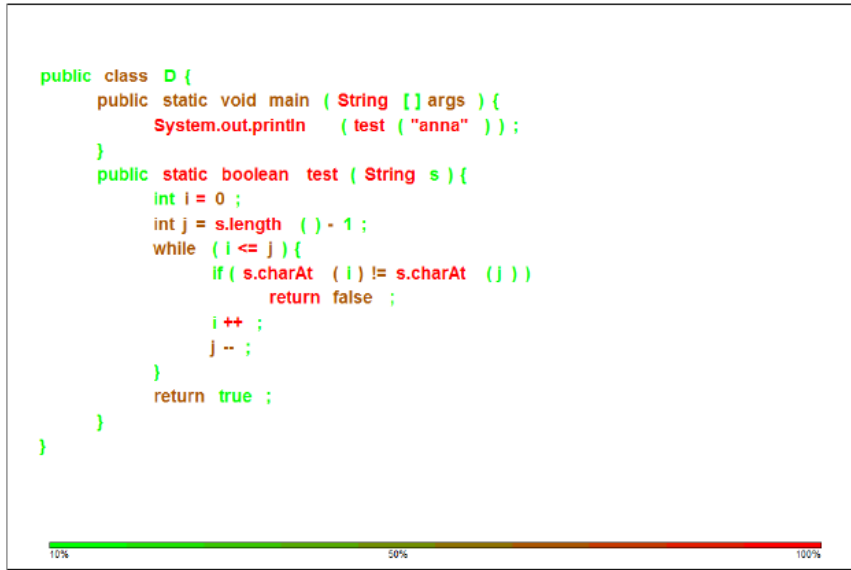 public class D {
public static void main ( String [ ] args ) {
System.out.println ( test ( "anna" ) ) ;
}
public static boolean test ( String s ) {
int i = 0 ;
int j = s.length ( ) - 1 ;
while ( i <= j ) {
if ( s.charAt ( i ) != s.charAt ( j ) )
return false ;
i ++ ;
j -- ;
}
return true ;
}
}
10% 50% 100%